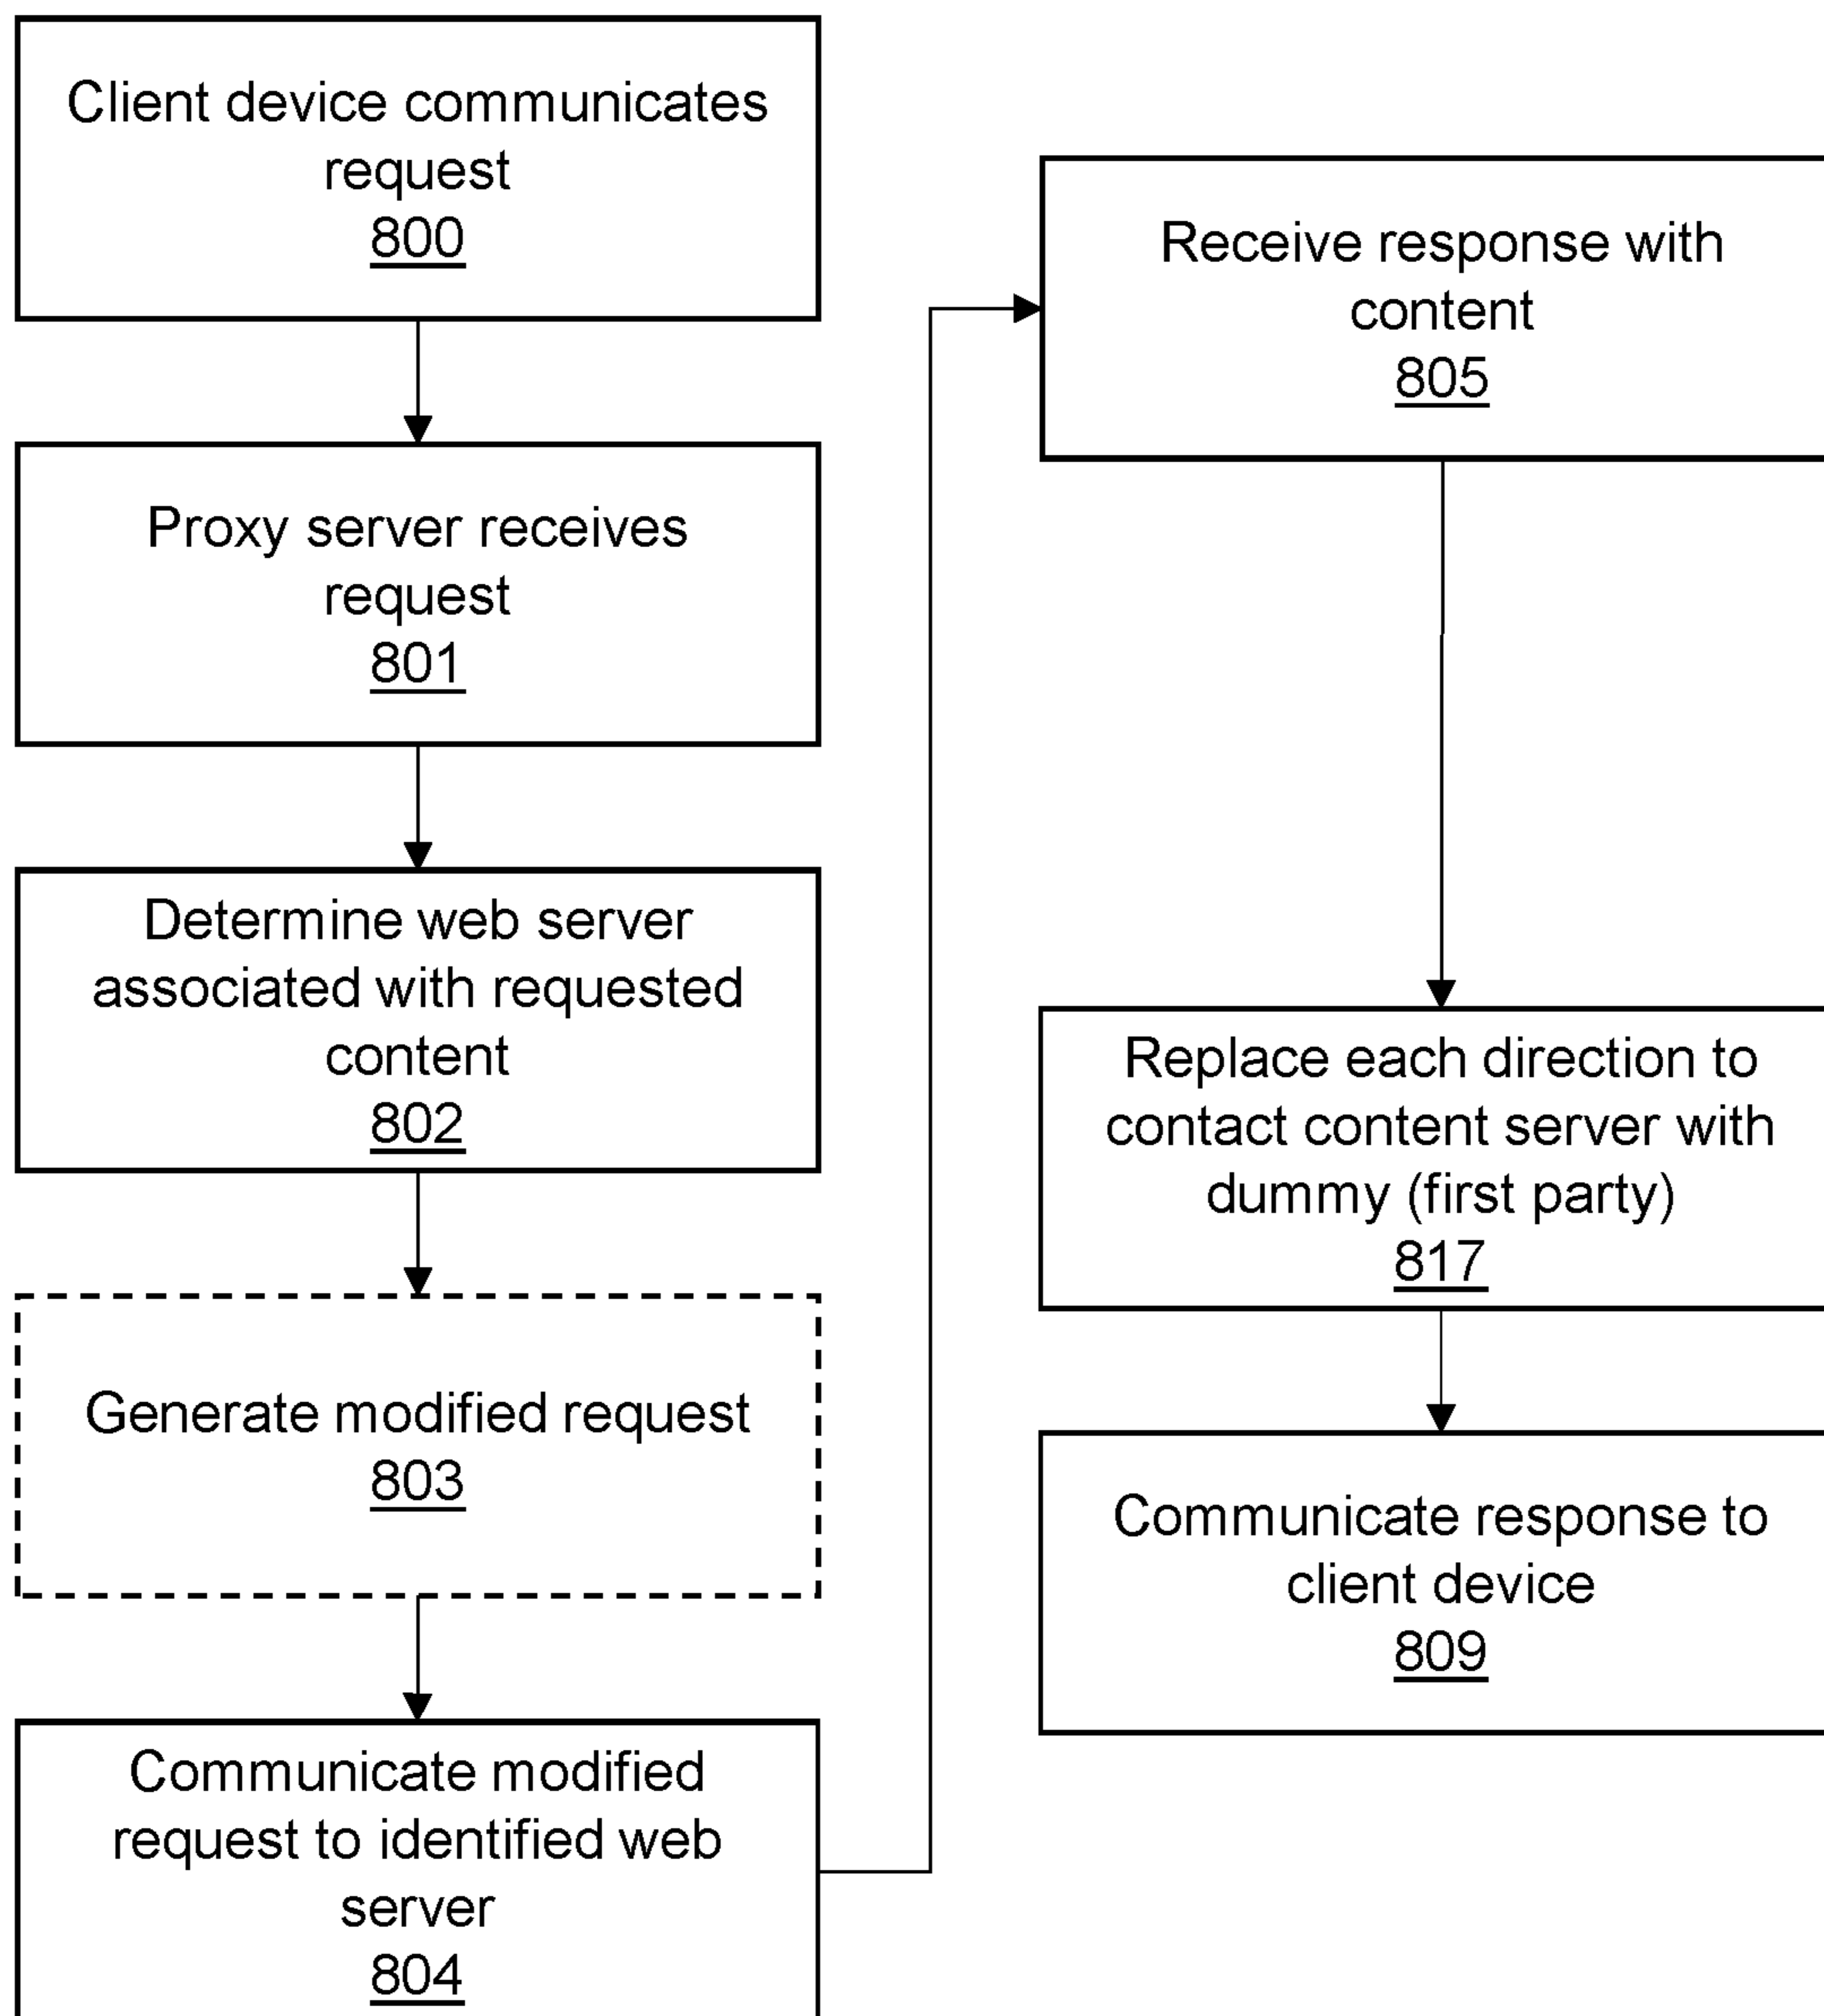 Client device communicates
request
800
Proxy server receives
request
801
Determine web server
associated with requested
content
802
Generate modified request
803
Communicate modified
request to identified web
server
804
Receive response with
content
805
Replace each direction to
contact content server with
dummy (first party)
817
Communicate response to
client device
809